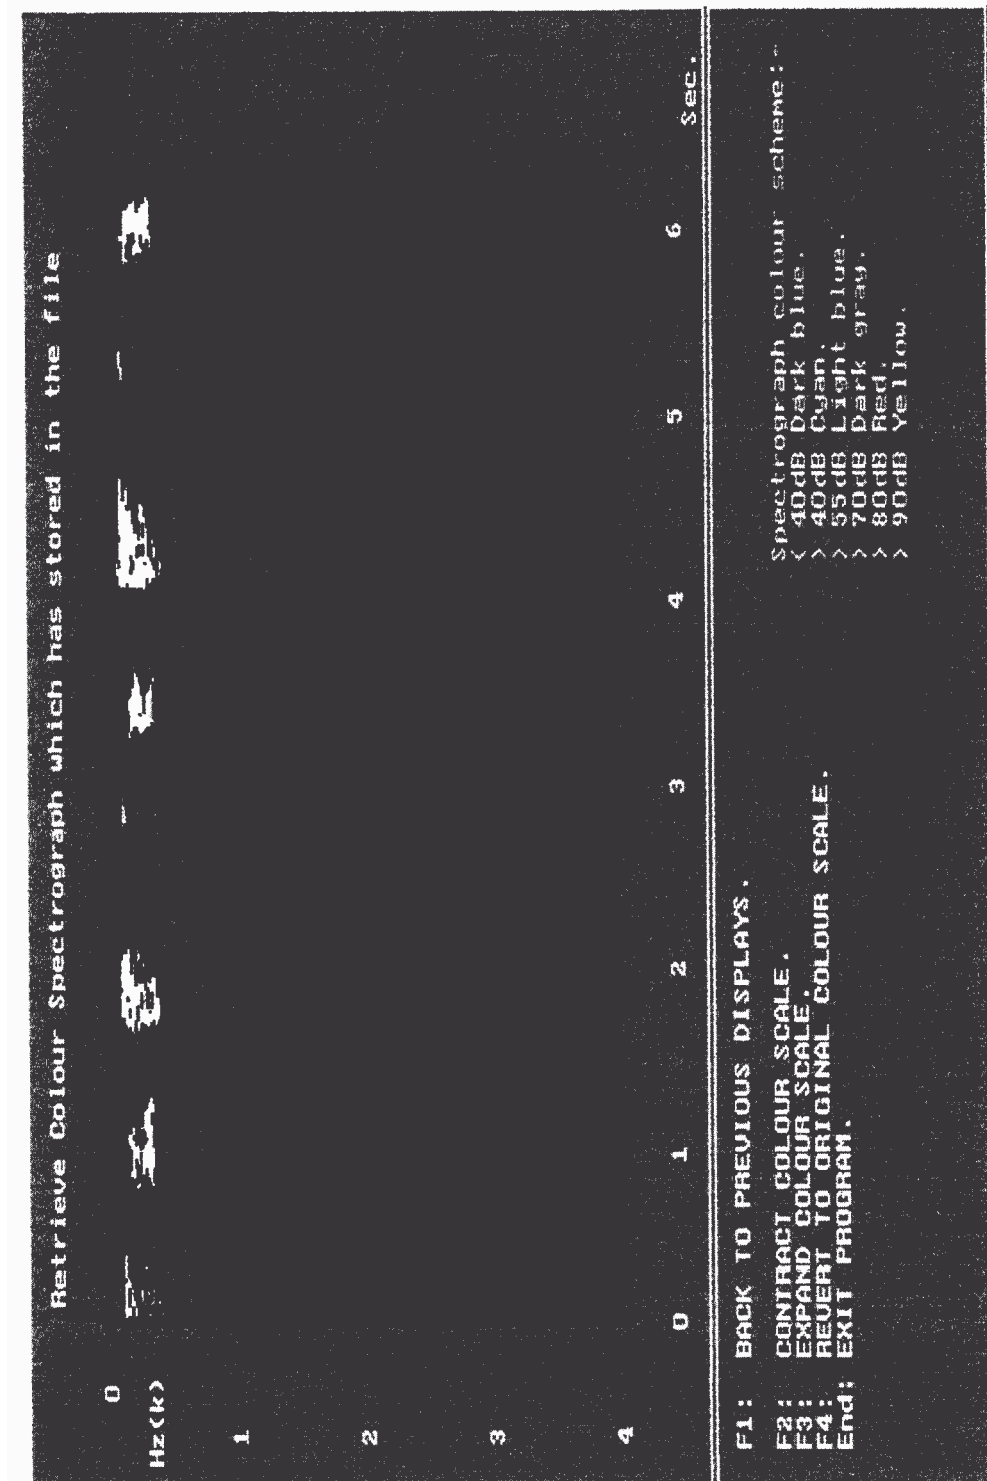 Retrieve Colour Spectrograph which has stored in the file
0
Hz(k)
1
2
3
4
0 1 2 3 4 5 6 Sec.
F1: BACK TO PREVIOUS DISPLAYS.
F2: CONTRACT COLOUR SCALE.
F3: EXPAND COLOUR SCALE.
F4: REVERT TO ORIGINAL COLOUR SCALE.
End: EXIT PROGRAM.
Spectrograph colour scheme:-
< 40dB Dark blue.
> 40dB Cyan.
> 55dB Light blue.
> 70dB Dark gray.
> 80dB Red.
> 90dB Yellow.